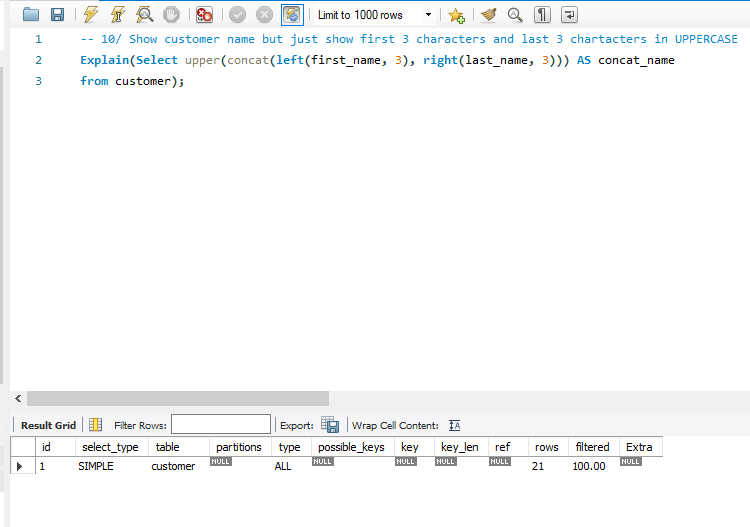 Limit to 1000 rows
1 -- 10/ Show customer name but just show first 3 characters and last 3 chartacters in UPPERCASE
2 Explain(Select upper(concat(left(first_name, 3), right(last_name, 3))) AS concat_name
3 from customer);
Result Grid Filter Rows: Export: Wrap Cell Content: IA
id select_type table partitions type possible_keys key key_len ref rows filtered Extra
1 SIMPLE customer NULL ALL NULL NULL NULL NULL 21 100.00 NULL